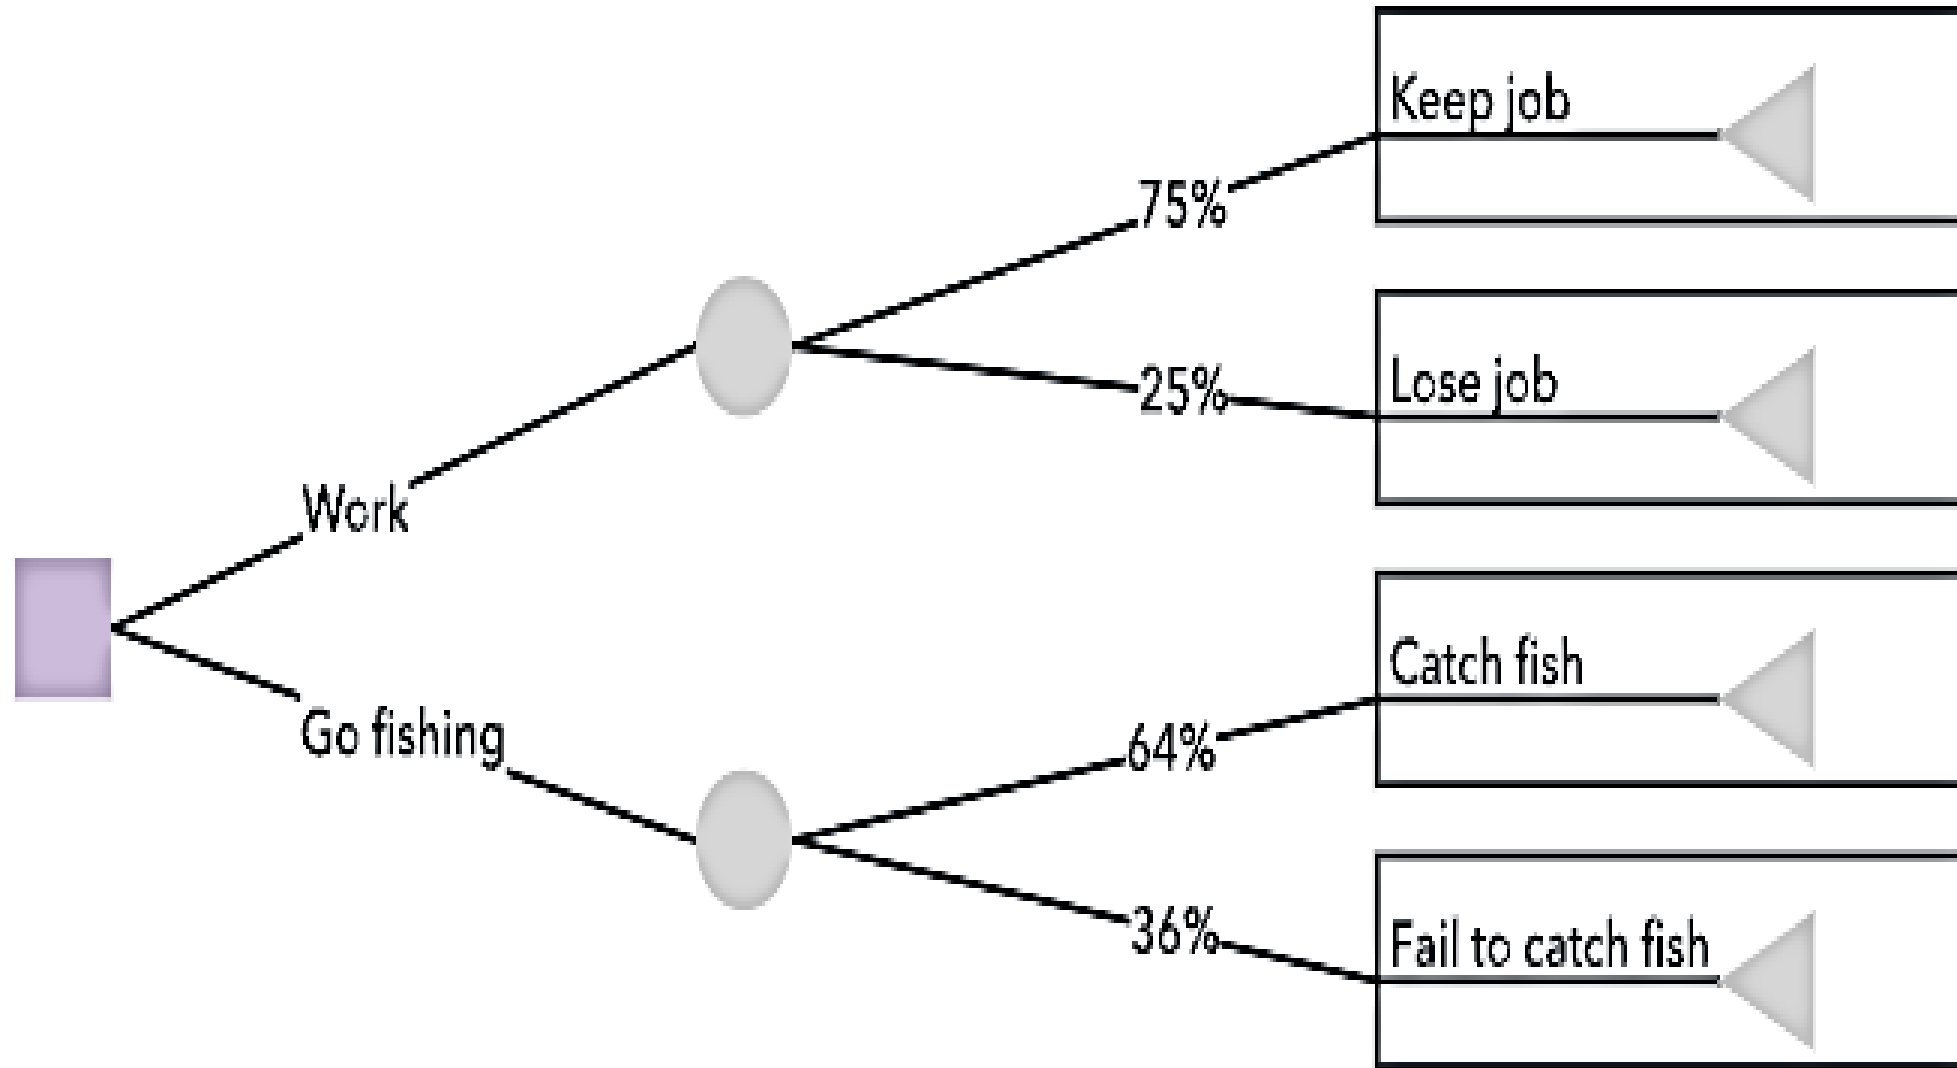 Keep job
75%
25%
Lose job
Work
Go fishing
Catch fish
64%
36%
Fail to catch fish